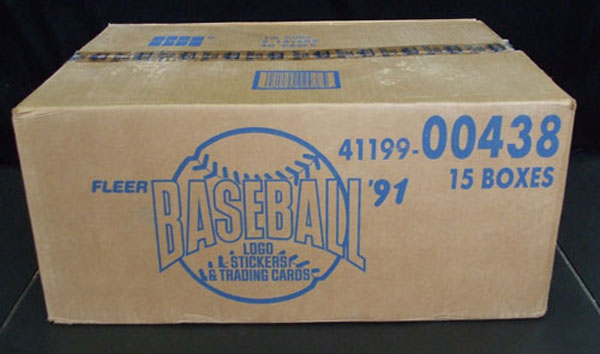 41199-00438
15 BOXES
FLEER
BASEBALL
'91
LOGO
STICKERS
& TRADING CARDS